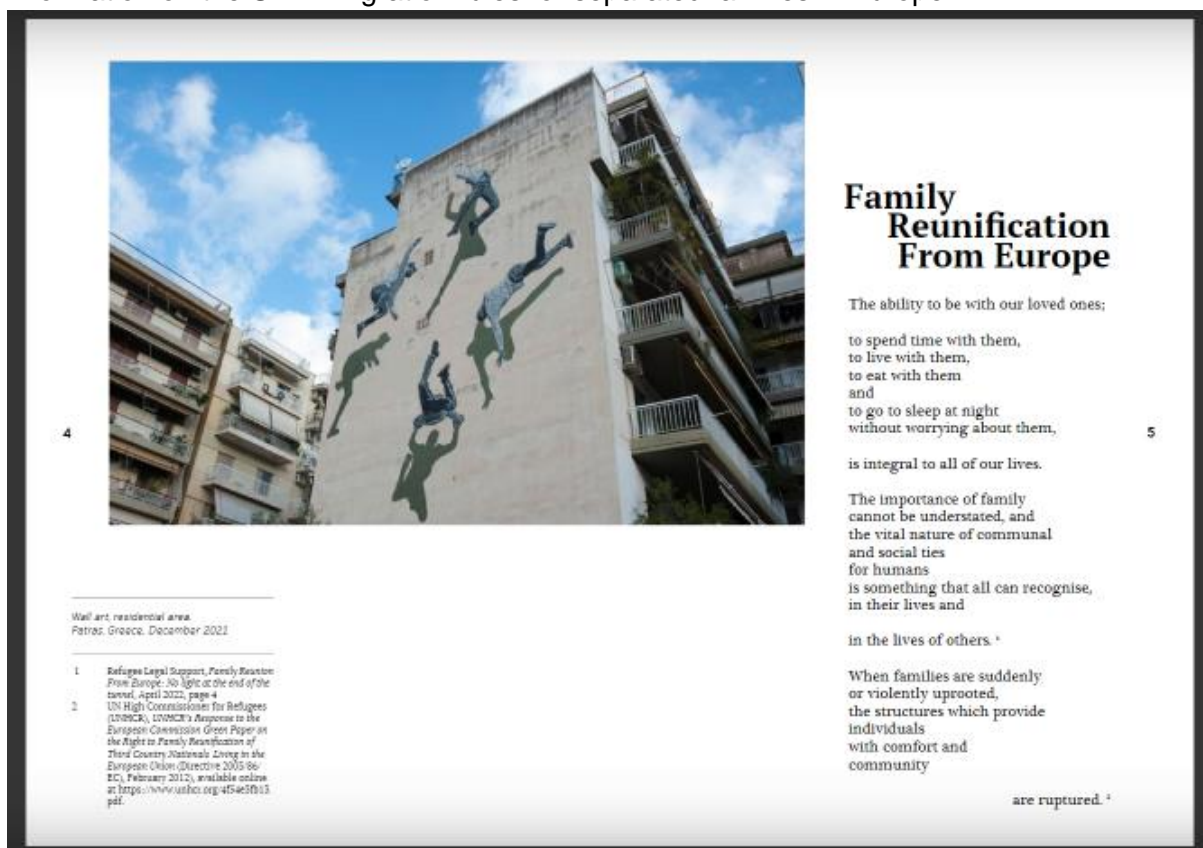 4
Wall art, residential area.
Patras, Greece, December 2021
1 Refugee Legal Support, Family Reunion
From Europe: No light at the end of the
tunnel, April 2022, page 4
2 UN High Commissioner for Refugees
(UNHCR), UNHCR's Response to the
European Commission Green Paper on
the Right to Family Reunification of
Third Country Nationals Living in the
European Union (Directive 2003/86/
EC), February 2012), available online
at https://www.unhcr.org/4f54e3fb13.
pdf.
Family
Reunification
From Europe
The ability to be with our loved ones;
to spend time with them,
to live with them,
to eat with them
and
to go to sleep at night
without worrying about them,
is integral to all of our lives.
The importance of family
cannot be understated, and
the vital nature of communal
and social ties
for humans
is something that all can recognise,
in their lives and
in the lives of others. ¹
When families are suddenly
or violently uprooted,
the structures which provide
individuals
with comfort and
community
are ruptured. ²
5